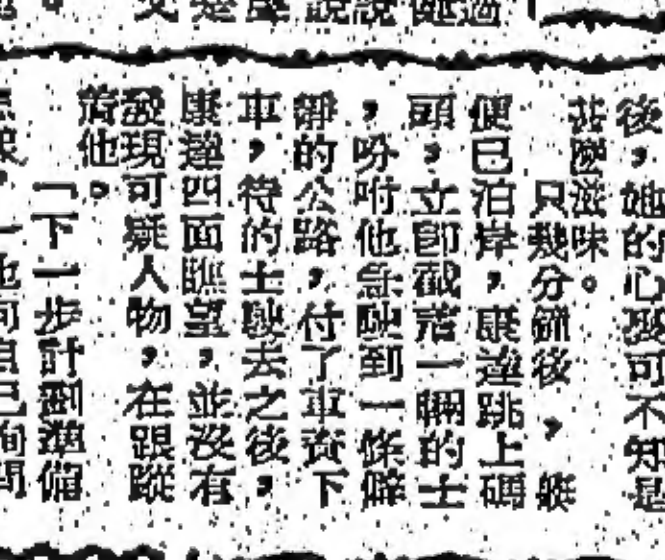 後，她的心裏可不知是
甚麼滋味。
只幾分鐘後，艇
便已泊岸，康達跳上碼
頭，立卽截着一輛的士
，吩咐他急駛到一條僻
靜的公路，付了車資下
車，待的士駛去之後，
康達四面瞧望，並沒有
發現可疑人物，在跟蹤
着他。
「下一步計劃準備